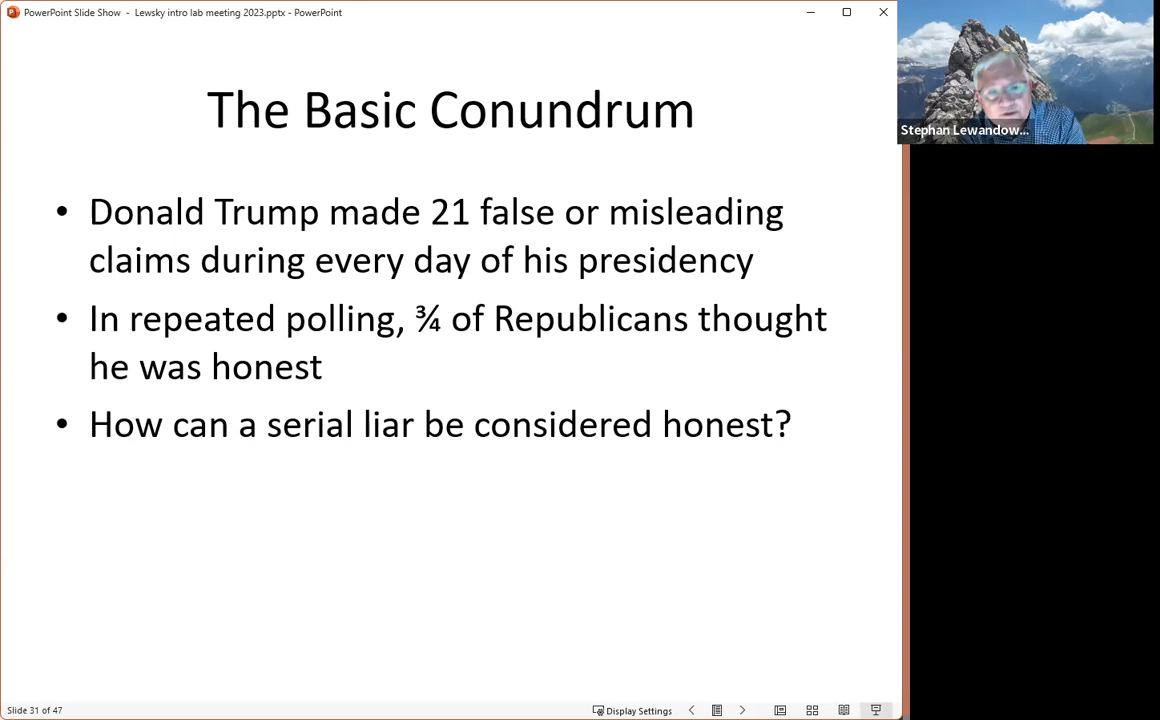 PowerPoint Slide Show - Lewsky intro lab meeting 2023.pptx - PowerPoint
Stephan Lewandow...
The Basic Conundrum
• Donald Trump made 21 false or misleading
claims during every day of his presidency
• In repeated polling, ¾ of Republicans thought
he was honest
• How can a serial liar be considered honest?
Slide 31 of 47
Display Settings